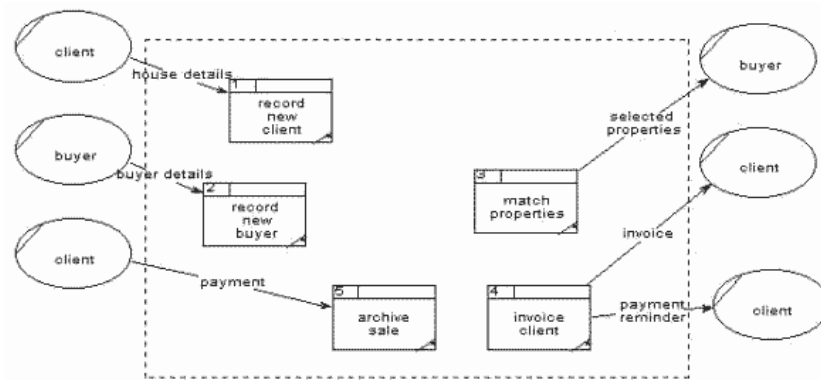 client
house details
1
record
new
client
buyer
buyer details
2
record
new
buyer
client
payment
5
archive
sale
3
match
properties
selected
properties
buyer
4
invoice
client
invoice
client
payment
reminder
client